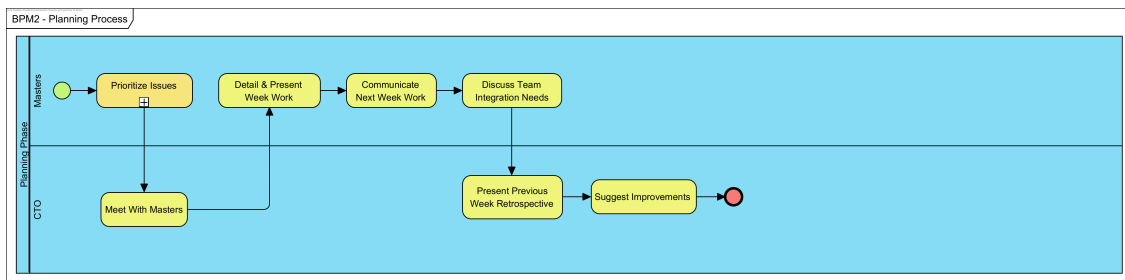 BPM2 - Planning Process
Planning Phase
Masters
Prioritize Issues
Detail & Present
Week Work
Communicate
Next Week Work
Discuss Team
Integration Needs
CTO
Meet With Masters
Present Previous
Week Retrospective
Suggest Improvements